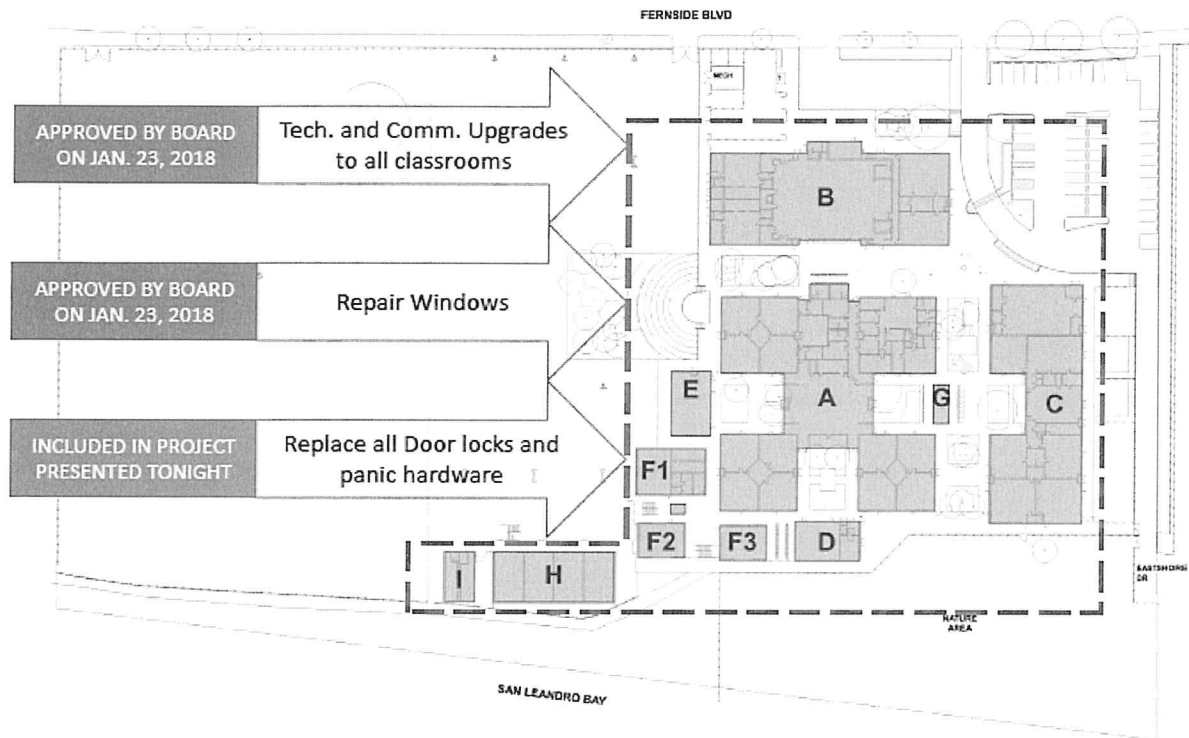 FERNSIDE BLVD
APPROVED BY BOARD
ON JAN. 23, 2018
Tech. and Comm. Upgrades
to all classrooms
B
APPROVED BY BOARD
ON JAN. 23, 2018
Repair Windows
E
A
G
C
INCLUDED IN PROJECT
PRESENTED TONIGHT
Replace all Door locks and
panic hardware
F1
F2
F3
D
I
H
EASTSHORE
DR
NATURE
AREA
SAN LEANDRO BAY